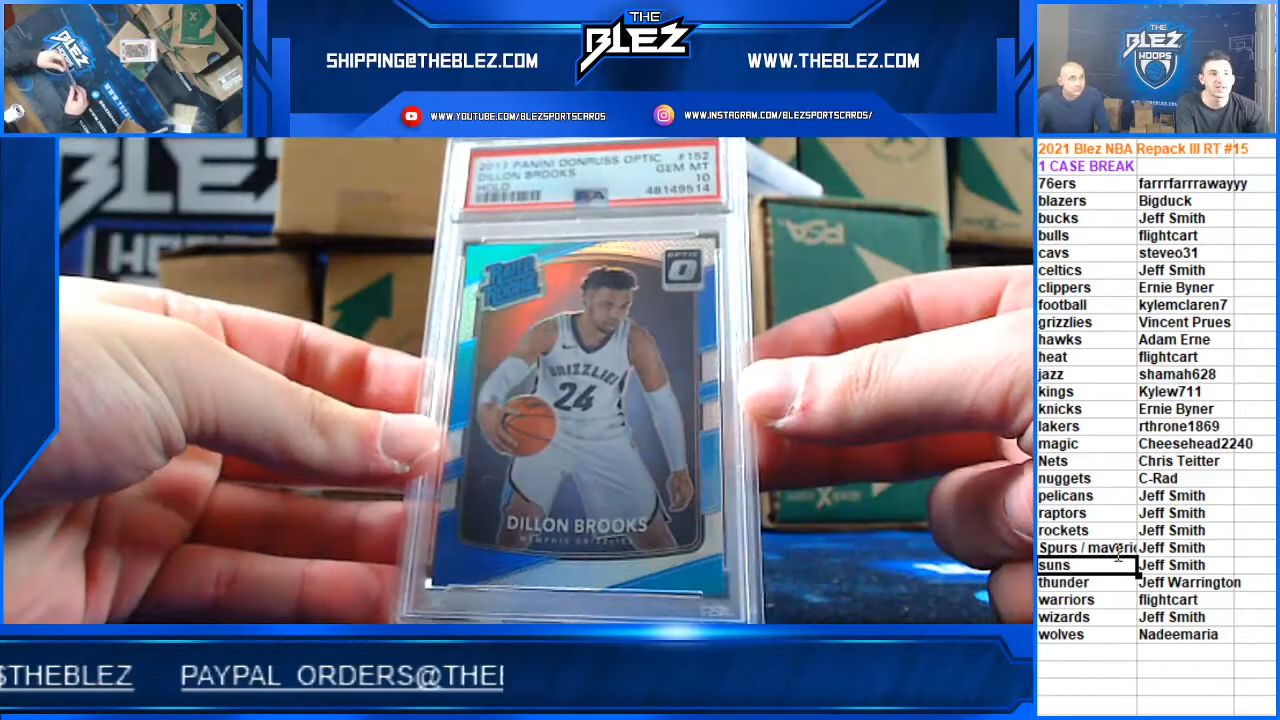 THE
BLEZ
SHIPPING@THEBLEZ.COM
WWW.THEBLEZ.COM
WWW.YOUTUBE.COM/BLEZSPORTSCARDS
WWW.INSTAGRAM.COM/BLEZSPORTSCARDS/
THE
BLEZ
HOOPS
2017 PANINI DONRUSS OPTIC #152
DILLON BROOKS GEM MT
HOLO 10
48149514
PSA
RATED
ROOKIE
OPTIC
GRIZZLIES
24
DILLON BROOKS
MEMPHIS GRIZZLIES
2021 Blez NBA Repack III RT #15
1 CASE BREAK
76ers farrrfarrrawayyy
blazers Bigduck
bucks Jeff Smith
bulls flightcart
cavs steveo31
celtics Jeff Smith
clippers Ernie Byner
football kylemclaren7
grizzlies Vincent Prues
hawks Adam Erne
heat flightcart
jazz shamah628
kings Kylew711
knicks Ernie Byner
lakers rthrone1869
magic Cheesehead2240
Nets Chris Teitter
nuggets C-Rad
pelicans Jeff Smith
raptors Jeff Smith
rockets Jeff Smith
Spurs / maveric Jeff Smith
suns Jeff Smith
thunder Jeff Warrington
warriors flightcart
wizards Jeff Smith
wolves Nadeemaria
$THEBLEZ PAYPAL ORDERS@THEB